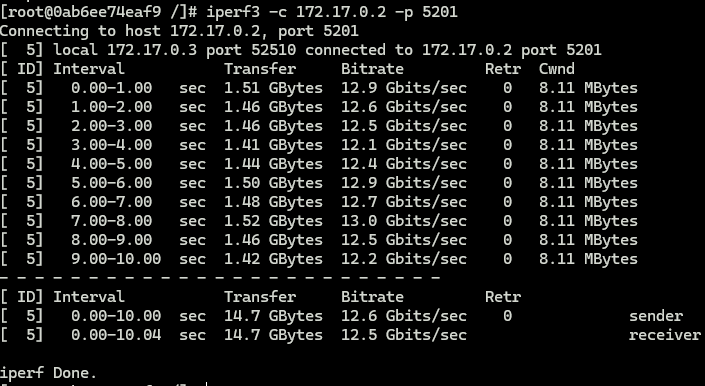 [root@0ab6ee74eaf9 /]# iperf3 -c 172.17.0.2 -p 5201
Connecting to host 172.17.0.2, port 5201
[  5] local 172.17.0.3 port 52510 connected to 172.17.0.2 port 5201
[ ID] Interval           Transfer     Bitrate         Retr  Cwnd
[  5]   0.00-1.00   sec  1.51 GBytes  12.9 Gbits/sec    0   8.11 MBytes
[  5]   1.00-2.00   sec  1.46 GBytes  12.6 Gbits/sec    0   8.11 MBytes
[  5]   2.00-3.00   sec  1.46 GBytes  12.5 Gbits/sec    0   8.11 MBytes
[  5]   3.00-4.00   sec  1.41 GBytes  12.1 Gbits/sec    0   8.11 MBytes
[  5]   4.00-5.00   sec  1.44 GBytes  12.4 Gbits/sec    0   8.11 MBytes
[  5]   5.00-6.00   sec  1.50 GBytes  12.9 Gbits/sec    0   8.11 MBytes
[  5]   6.00-7.00   sec  1.48 GBytes  12.7 Gbits/sec    0   8.11 MBytes
[  5]   7.00-8.00   sec  1.52 GBytes  13.0 Gbits/sec    0   8.11 MBytes
[  5]   8.00-9.00   sec  1.46 GBytes  12.5 Gbits/sec    0   8.11 MBytes
[  5]   9.00-10.00  sec  1.42 GBytes  12.2 Gbits/sec    0   8.11 MBytes
- - - - - - - - - - - - - - - - - - - - - - - - -
[ ID] Interval           Transfer     Bitrate         Retr
[  5]   0.00-10.00  sec  14.7 GBytes  12.6 Gbits/sec    0             sender
[  5]   0.00-10.04  sec  14.7 GBytes  12.5 Gbits/sec                  receiver

iperf Done.